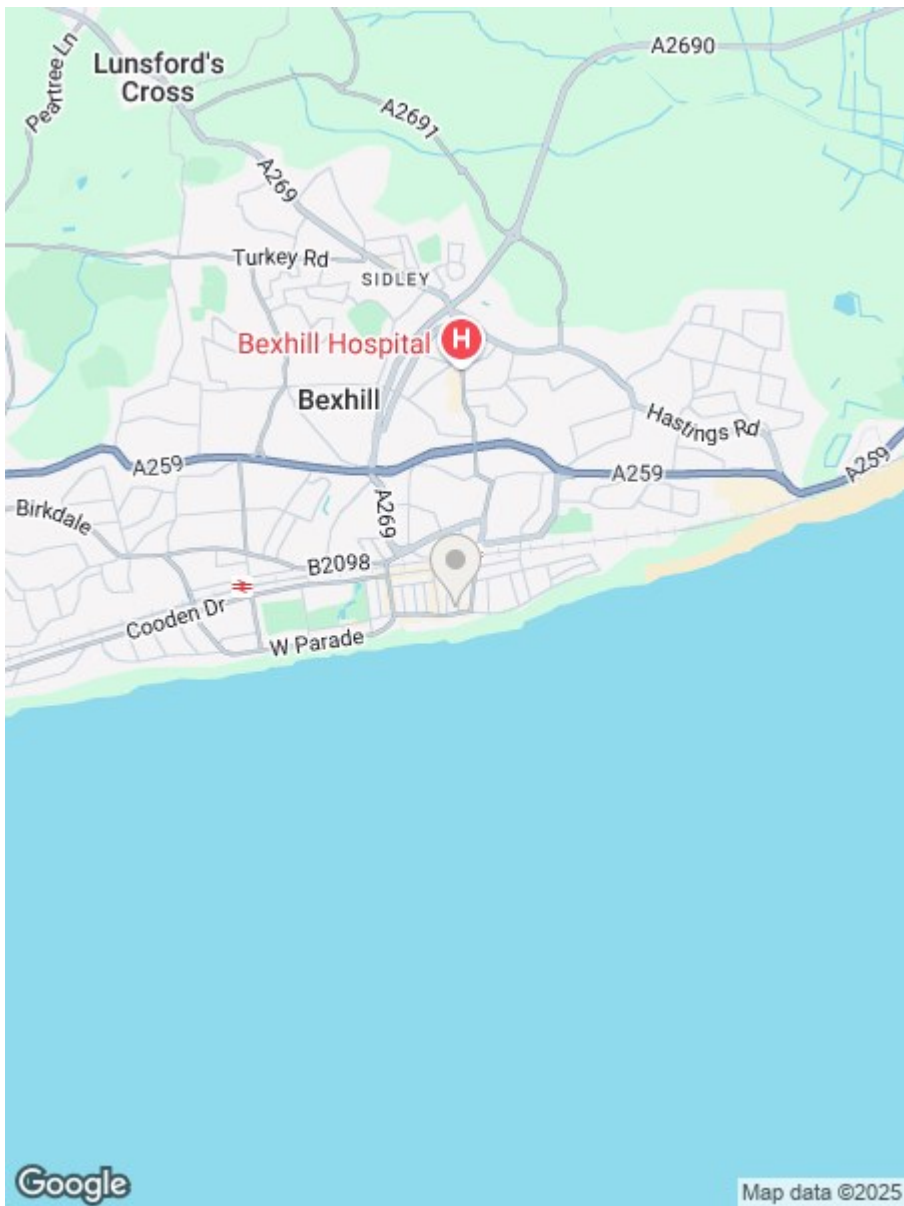 A2690
Lunsford's
Cross
Peartree Ln
A2691
A269
Turkey Rd
SIDLEY
Bexhill Hospital
H
Bexhill
Hastings Rd
A259
A259
A259
Birkdale
A269
B2098
Cooden Dr
W Parade
Google
Map data ©2025